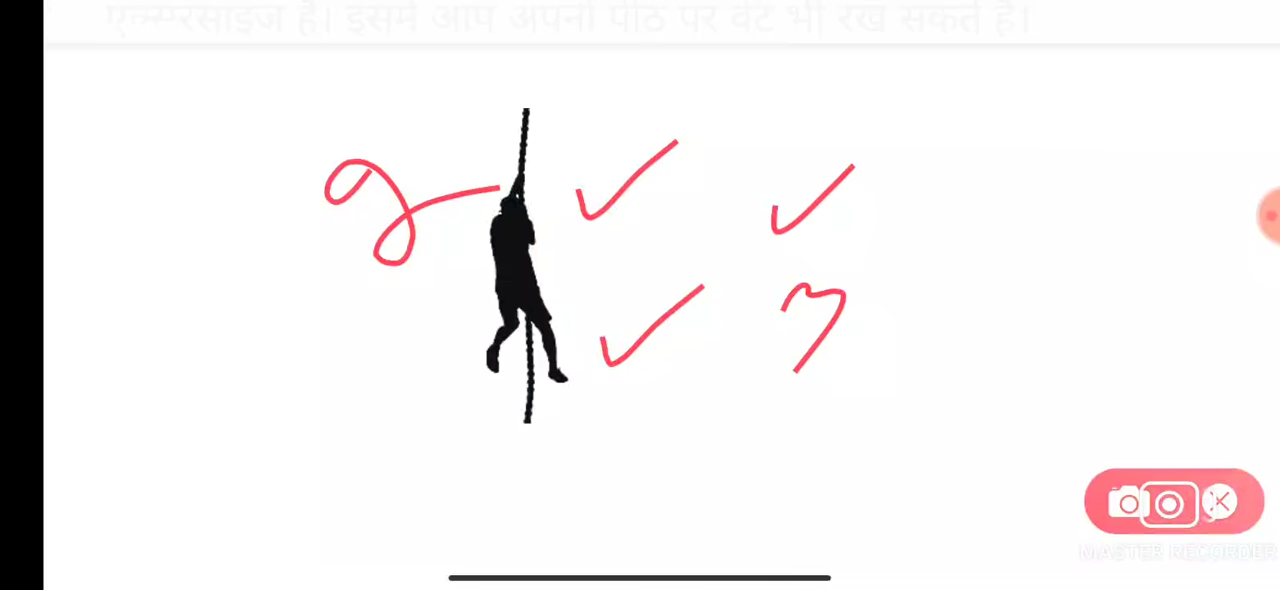 एक्सरसाइज है। इसमें आप अपनी पीठ पर वेट भी रख सकते हैं।
MASTER RECORDER